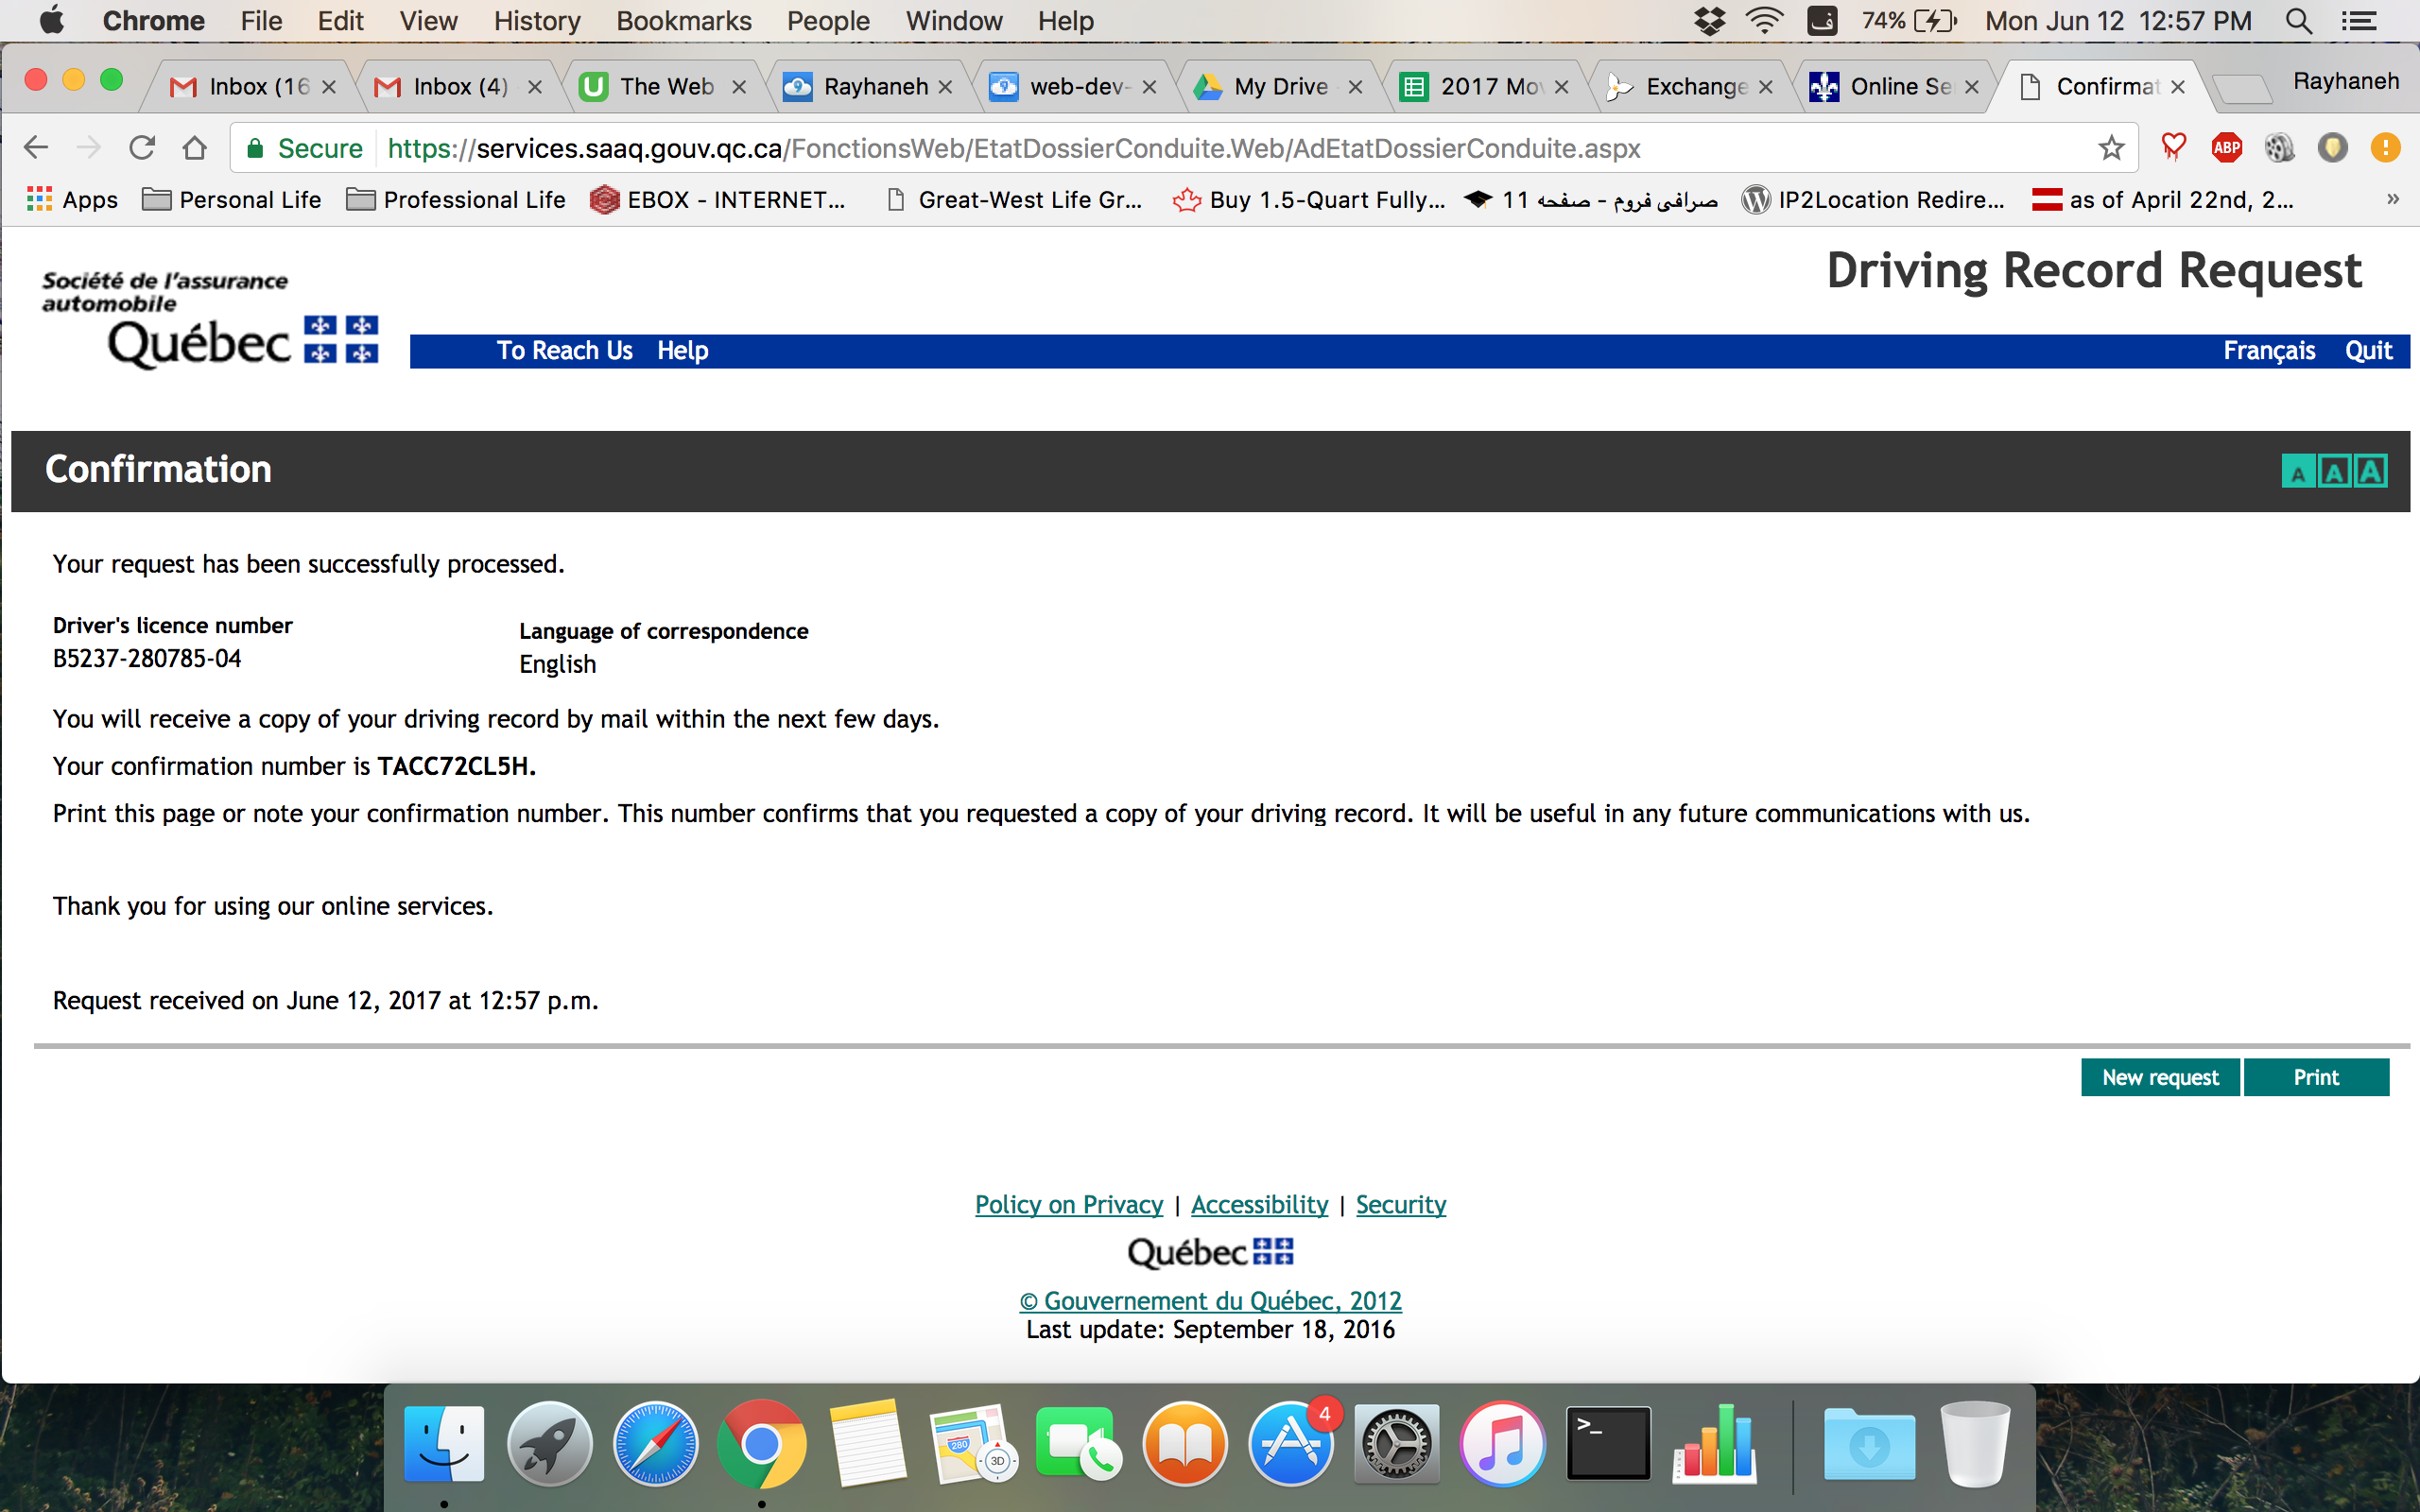 Chrome File Edit View History Bookmarks People Window Help ف 74% Mon Jun 12 12:57 PM
Inbox (16 Inbox (4) The Web Rayhaneh web-dev- My Drive 2017 Mo Exchange Online Se Confirmat Rayhaneh
Secure https://services.saaq.gouv.qc.ca/FonctionsWeb/EtatDossierConduite.Web/AdEtatDossierConduite.aspx ABP
Apps Personal Life Professional Life EBOX - INTERNET... Great-West Life Gr... Buy 1.5-Quart Fully... صرافی فروم - صفحه 11 IP2Location Redire... as of April 22nd, 2... »
Driving Record Request
Société de l'assurance
automobile
Québec
To Reach Us Help Français Quit
Confirmation A A A
Your request has been successfully processed.
Driver's licence number Language of correspondence
B5237-280785-04 English
You will receive a copy of your driving record by mail within the next few days.
Your confirmation number is TACC72CL5H.
Print this page or note your confirmation number. This number confirms that you requested a copy of your driving record. It will be useful in any future communications with us.
Thank you for using our online services.
Request received on June 12, 2017 at 12:57 p.m.
New request Print
Policy on Privacy | Accessibility | Security
Québec
© Gouvernement du Québec, 2012
Last update: September 18, 2016
280 3D 4 >_